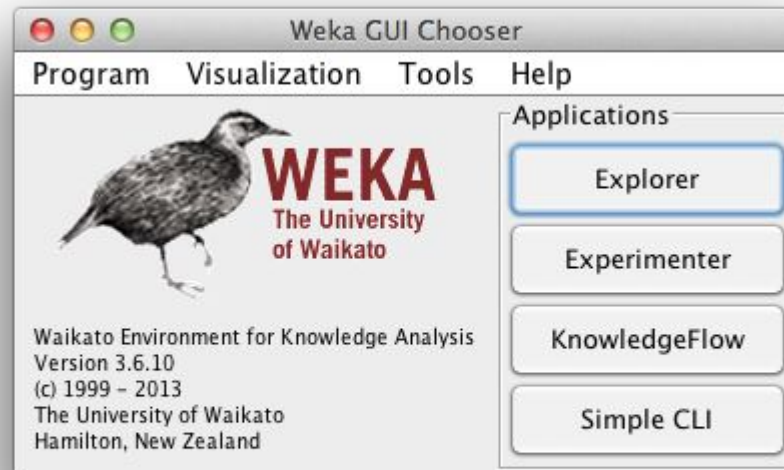 Weka GUI Chooser
Program Visualization Tools Help
WEKA
The University
of Waikato
Waikato Environment for Knowledge Analysis
Version 3.6.10
(c) 1999 – 2013
The University of Waikato
Hamilton, New Zealand
Applications
Explorer
Experimenter
KnowledgeFlow
Simple CLI